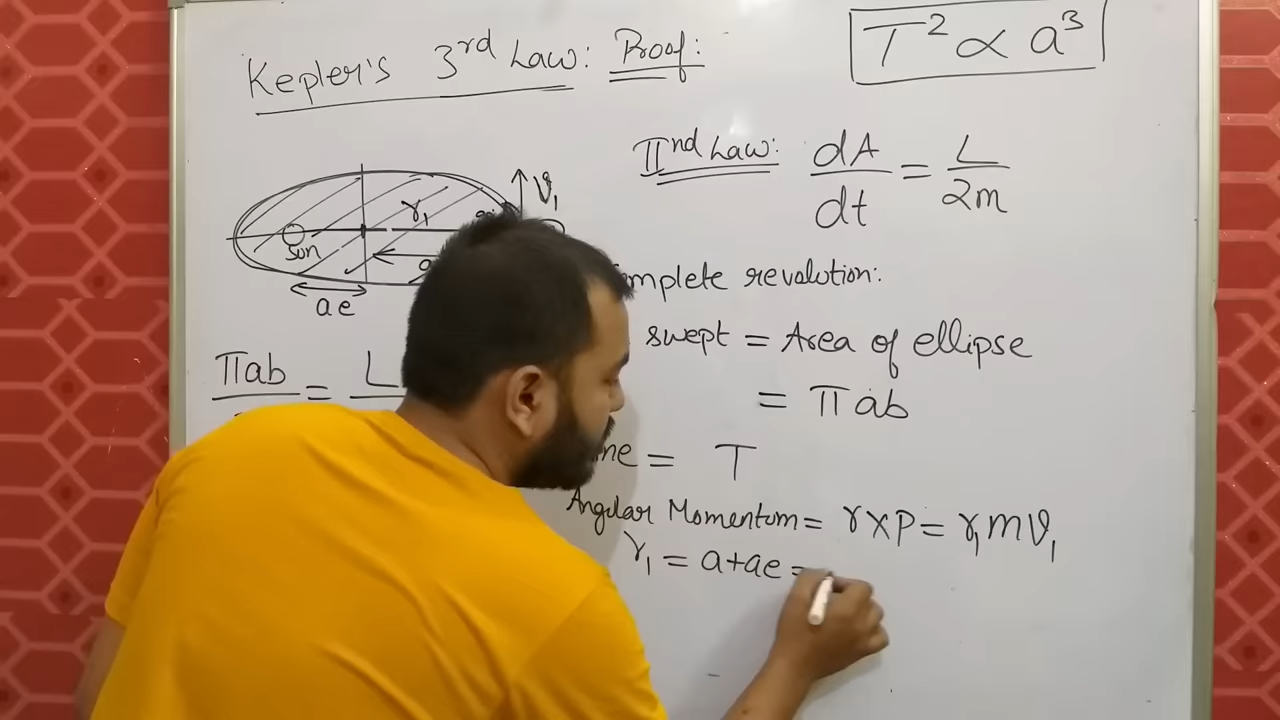 Kepler's 3rd Law: Proof:
T² ∝ a³
IInd Law: dA/dt = L/2m
r₁
v₁
Sun
a
ae
revolution:
swept = Area of ellipse
= πab
πab = L
= T
Angular Momentum = r×p = r₁mv₁
r₁ = a+ae =